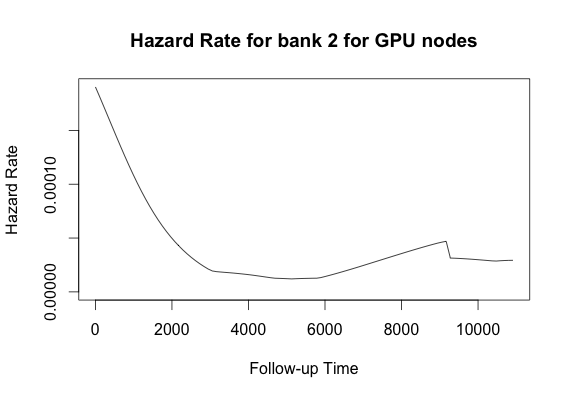 Hazard Rate for bank 2 for GPU nodes
Hazard Rate
0.00010
0.00000
0 2000 4000 6000 8000 10000
Follow-up Time